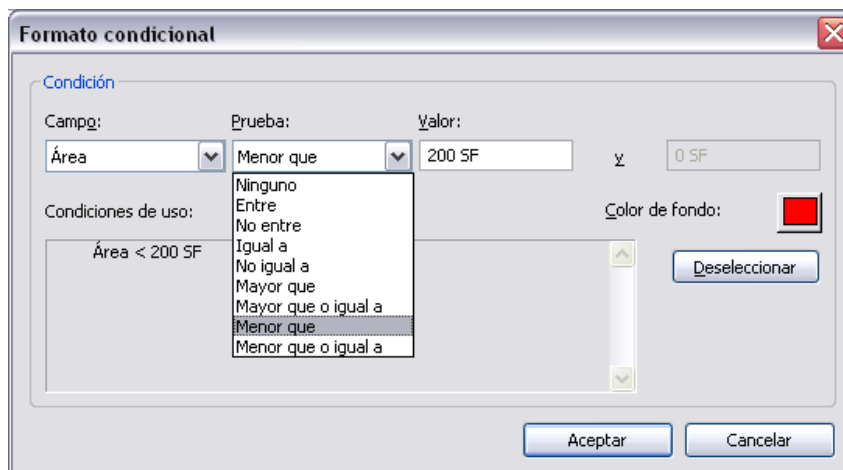 Formato condicional
Condición
Campo: Prueba: Valor:
Área Menor que 200 SF y 0 SF
Ninguno
Entre
No entre
Igual a
No igual a
Mayor que
Mayor que o igual a
Menor que
Menor que o igual a
Condiciones de uso: Color de fondo:
Área < 200 SF
Deseleccionar
Aceptar Cancelar